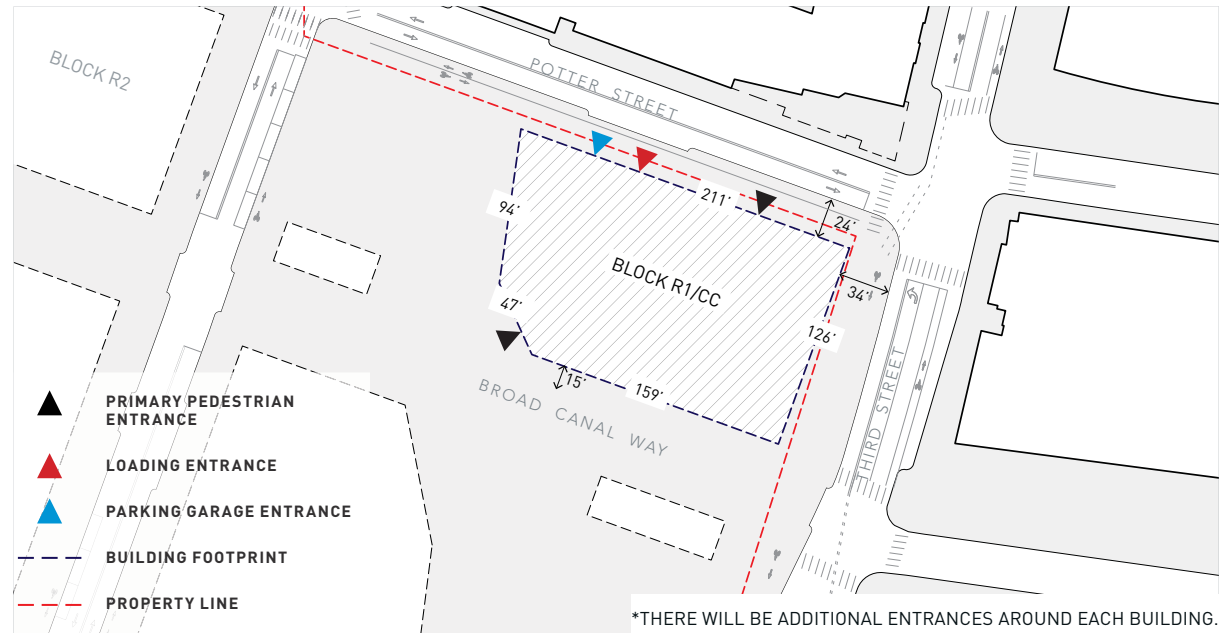 BLOCK R2
POTTER STREET
211'
24'
94'
BLOCK R1/CC
34'
47'
126'
15'
159'
BROAD CANAL WAY
THIRD STREET
PRIMARY PEDESTRIAN
ENTRANCE
LOADING ENTRANCE
PARKING GARAGE ENTRANCE
BUILDING FOOTPRINT
PROPERTY LINE
*THERE WILL BE ADDITIONAL ENTRANCES AROUND EACH BUILDING.